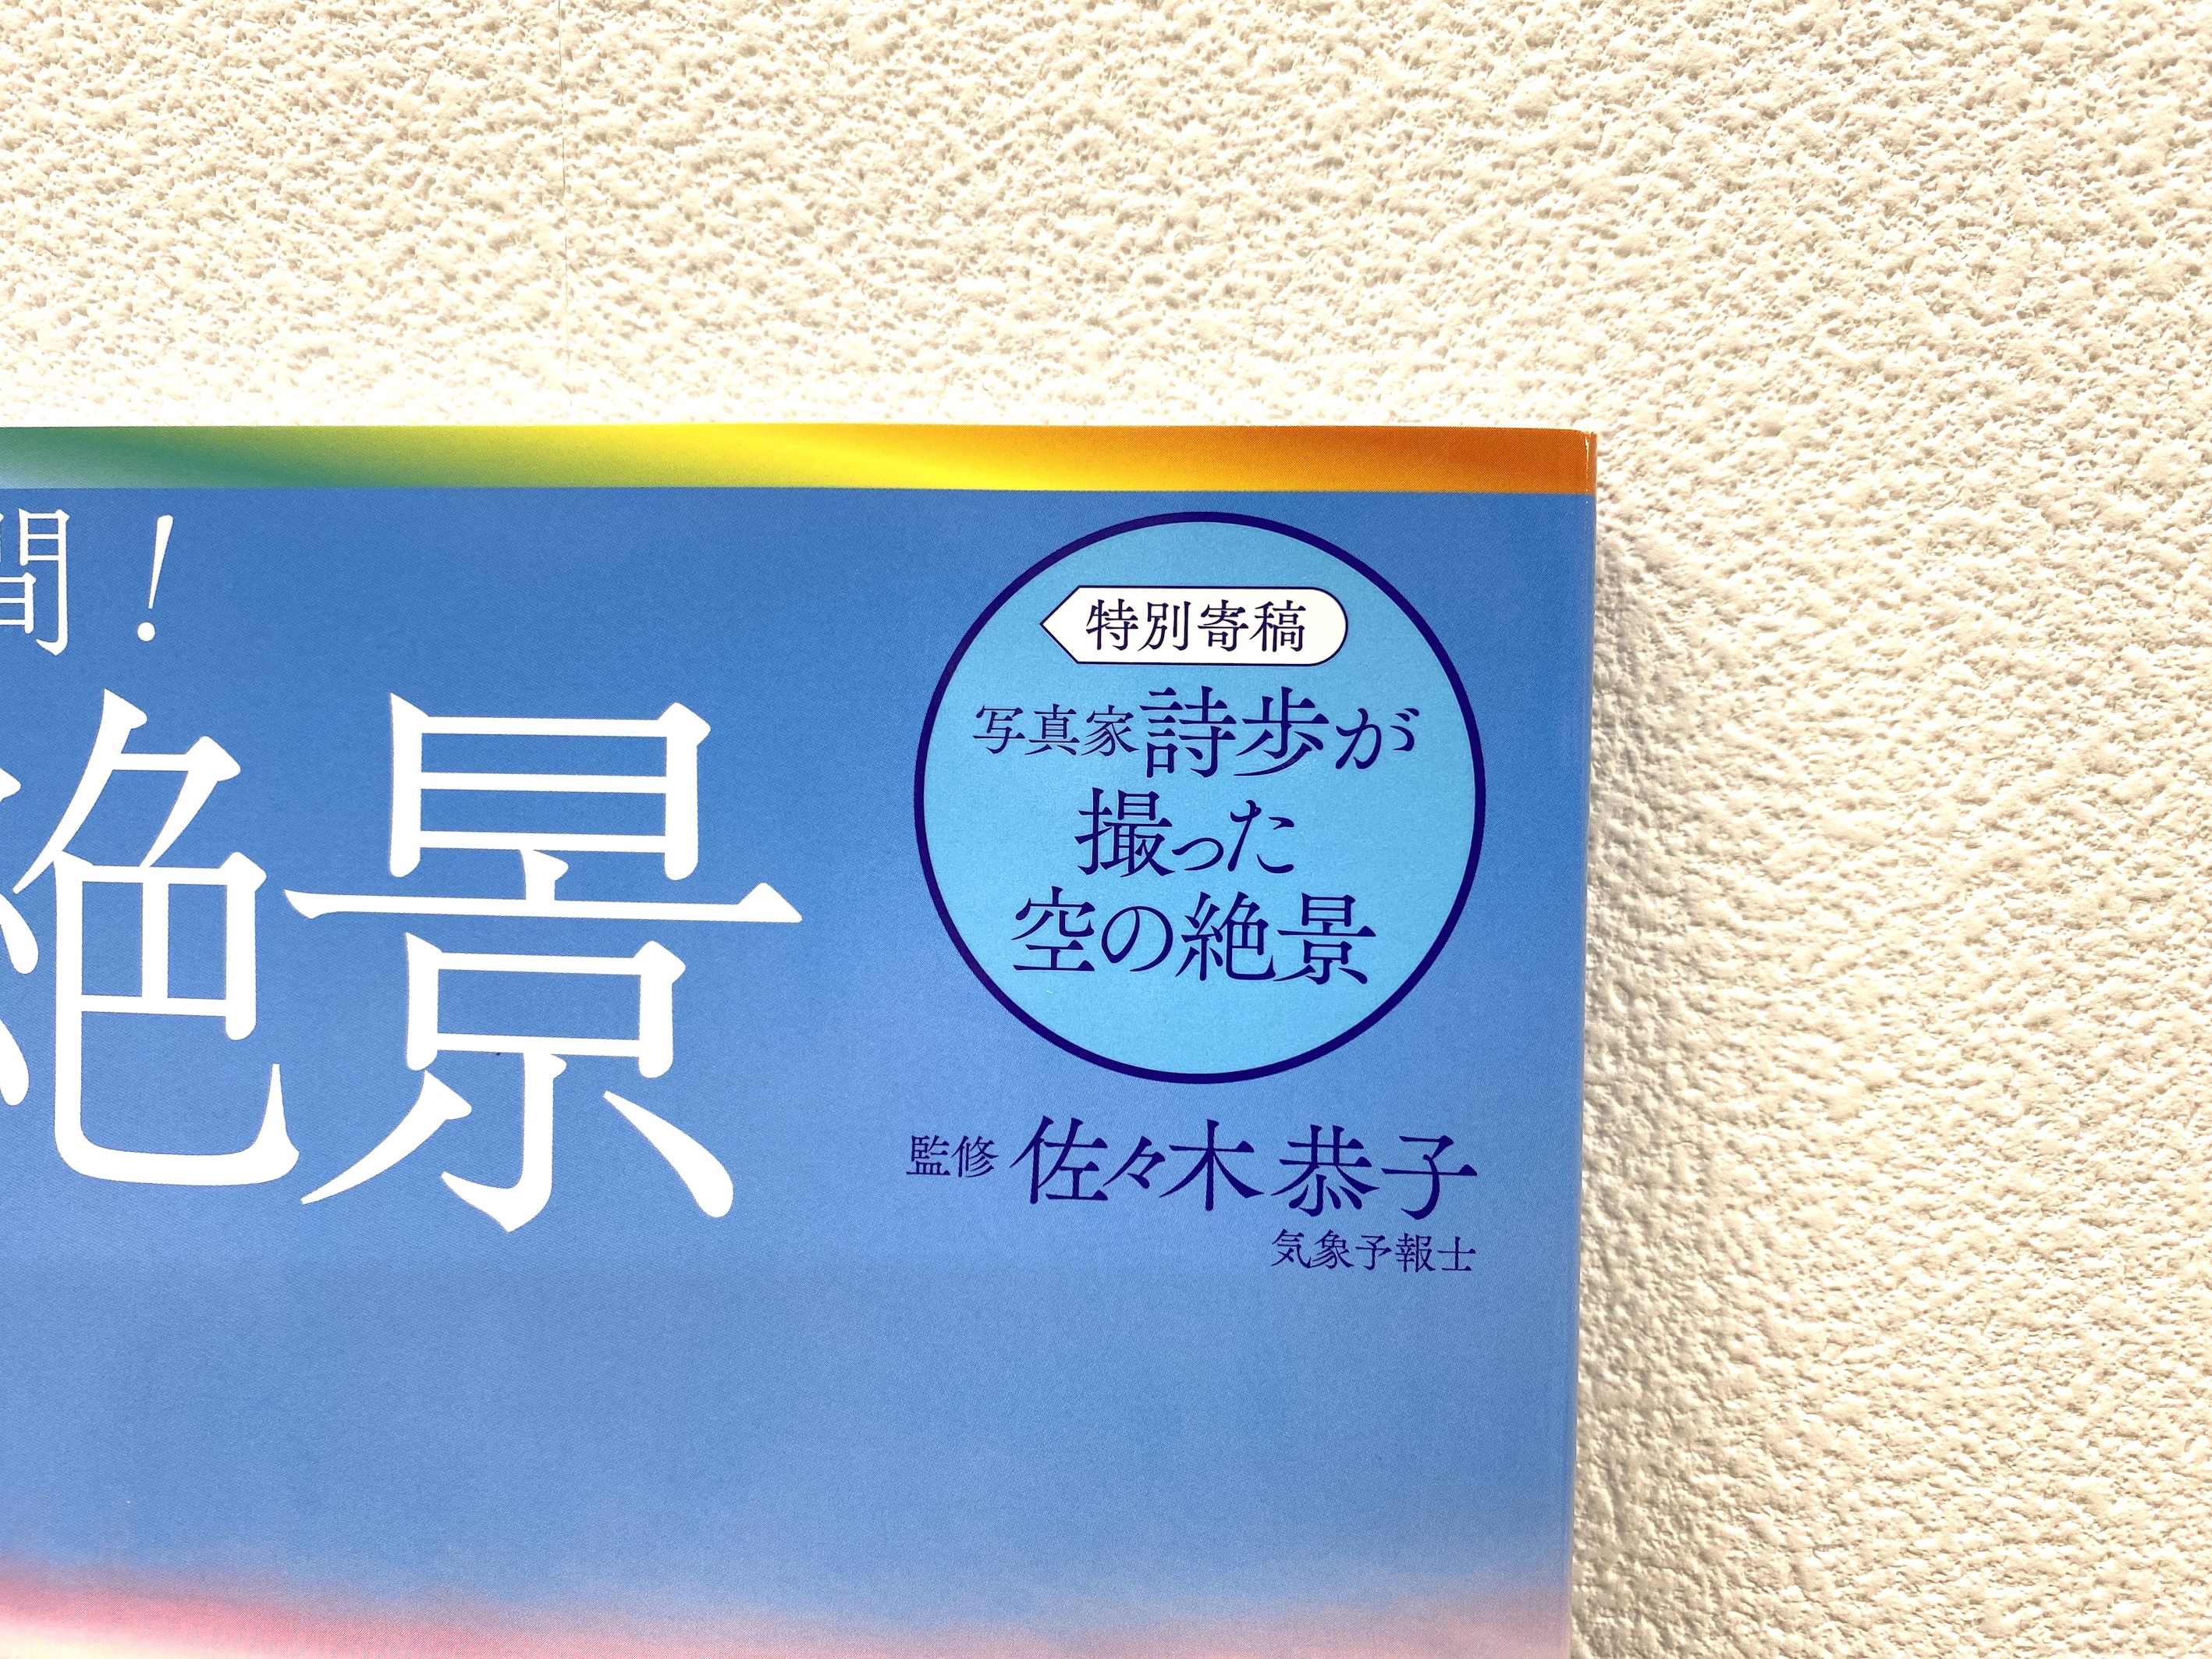 間！
絶景
特別寄稿
写真家詩歩が
撮った
空の絶景
監修 佐々木 恭子
気象予報士